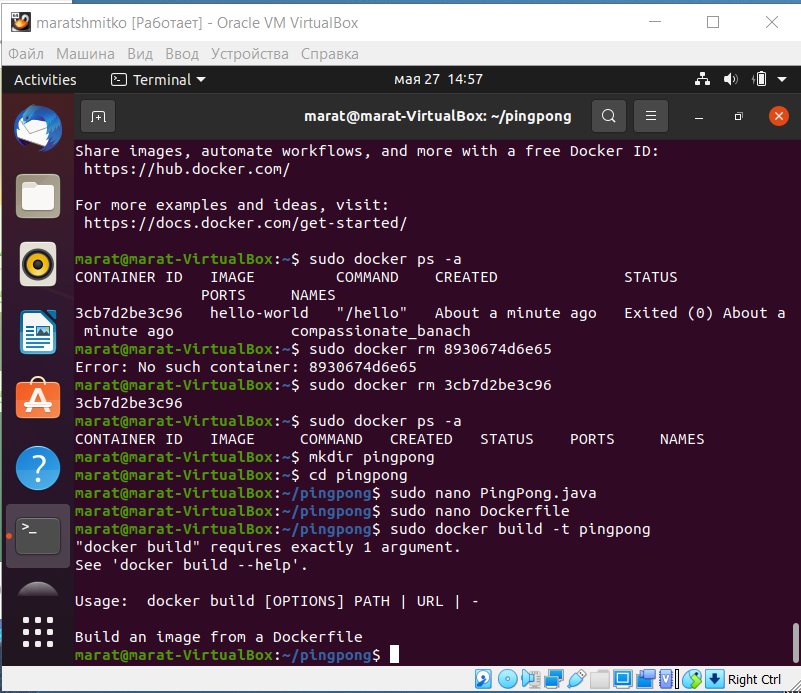 maratshmitko [Работает] - Oracle VM VirtualBox
Файл Машина Вид Ввод Устройства Справка
Activities Terminal мая 27 14:57
marat@marat-VirtualBox: ~/pingpong
Share images, automate workflows, and more with a free Docker ID:
https://hub.docker.com/
For more examples and ideas, visit:
https://docs.docker.com/get-started/
marat@marat-VirtualBox:~$ sudo docker ps -a
CONTAINER ID IMAGE COMMAND CREATED STATUS
PORTS NAMES
3cb7d2be3c96 hello-world "/hello" About a minute ago Exited (0) About a
minute ago compassionate_banach
marat@marat-VirtualBox:~$ sudo docker rm 8930674d6e65
Error: No such container: 8930674d6e65
marat@marat-VirtualBox:~$ sudo docker rm 3cb7d2be3c96
3cb7d2be3c96
marat@marat-VirtualBox:~$ sudo docker ps -a
CONTAINER ID IMAGE COMMAND CREATED STATUS PORTS NAMES
marat@marat-VirtualBox:~$ mkdir pingpong
marat@marat-VirtualBox:~$ cd pingpong
marat@marat-VirtualBox:~/pingpong$ sudo nano PingPong.java
marat@marat-VirtualBox:~/pingpong$ sudo nano Dockerfile
marat@marat-VirtualBox:~/pingpong$ sudo docker build -t pingpong
"docker build" requires exactly 1 argument.
See 'docker build --help'.
Usage: docker build [OPTIONS] PATH | URL | -
Build an image from a Dockerfile
marat@marat-VirtualBox:~/pingpong$
Right Ctrl